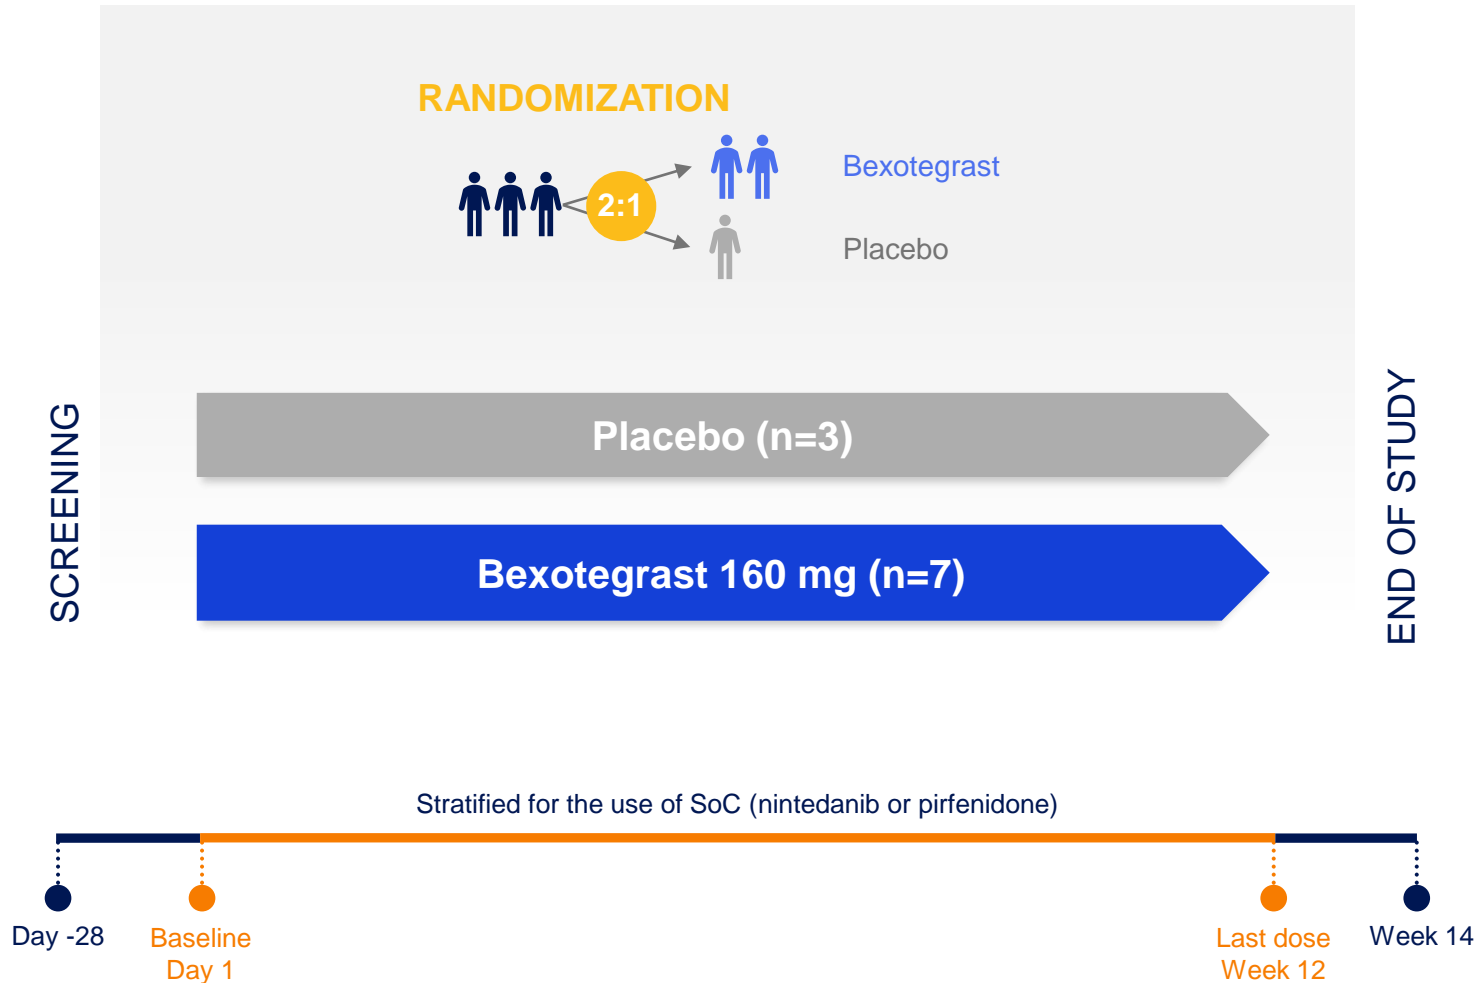 RANDOMIZATION
2:1
Bexotegrast
Placebo
SCREENING
Placebo (n=3)
Bexotegrast 160 mg (n=7)
END OF STUDY
Stratified for the use of SoC (nintedanib or pirfenidone)
Day -28
Baseline
Day 1
Last dose
Week 12
Week 14